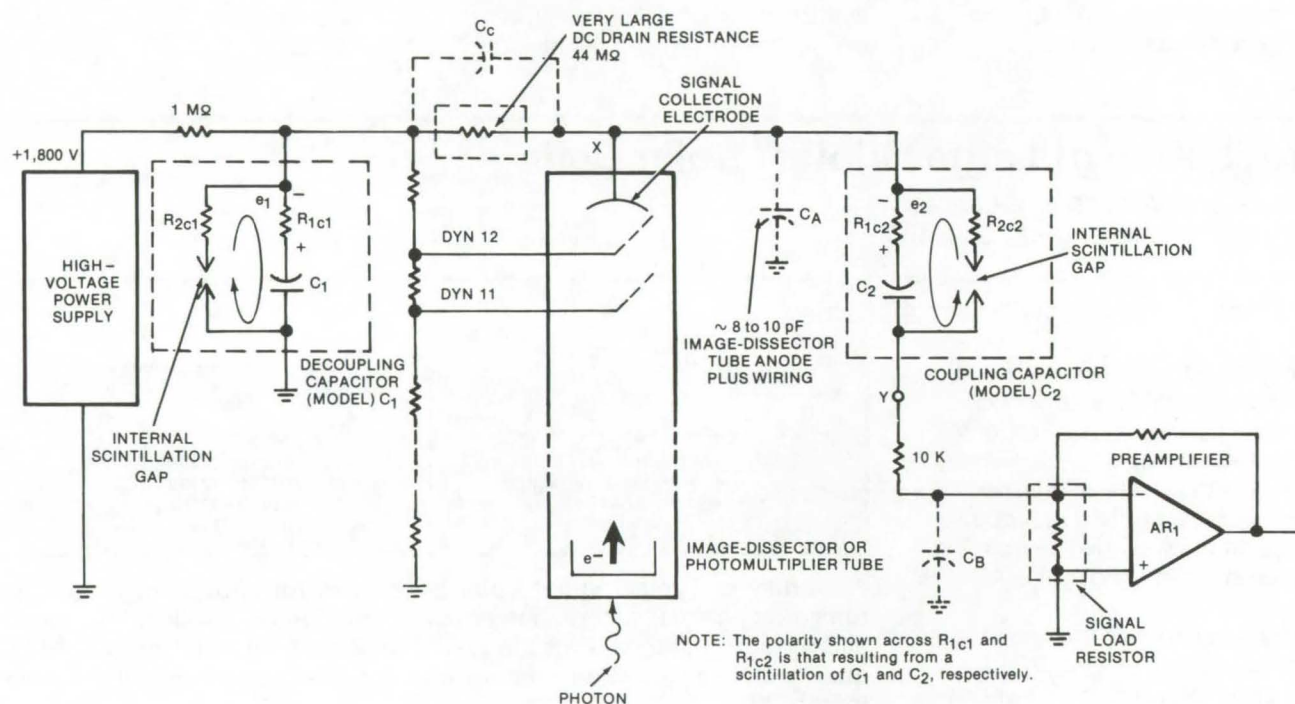 VERY LARGE
DC DRAIN RESISTANCE
44 MΩ
C_C
SIGNAL
COLLECTION
ELECTRODE
1 MΩ
+1,800 V
X
HIGH–
VOLTAGE
POWER
SUPPLY
R2c1
e1
R1c1
–
+
C1
DECOUPLING
CAPACITOR
(MODEL) C1
INTERNAL
SCINTILLATION
GAP
DYN 12
DYN 11
CA
~ 8 to 10 pF
IMAGE-DISSECTOR
TUBE ANODE
PLUS WIRING
–
e2
R1c2
+
R2c2
C2
INTERNAL
SCINTILLATION
GAP
COUPLING CAPACITOR
(MODEL) C2
Y
10 K
PREAMPLIFIER
–
AR1
+
CB
SIGNAL
LOAD
RESISTOR
e–
IMAGE-DISSECTOR OR
PHOTOMULTIPLIER TUBE
PHOTON
NOTE: The polarity shown across R1c1 and
R1c2 is that resulting from a
scintillation of C1 and C2, respectively.